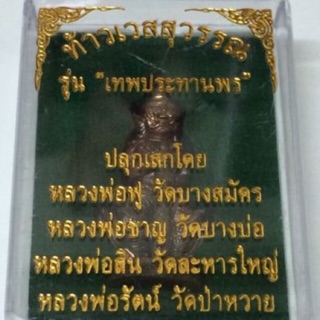 ท้าวเวสสุวรรณ
รุ่น "เทพประทานพร"
ปลุกเสกโดย
หลวงพ่อฟู วัดบางสมัคร
หลวงพ่อชาญ วัดบางบ่อ
หลวงพ่อสิน วัดละหารใหญ่
หลวงพ่อรัตน์ วัดป่าหวาย